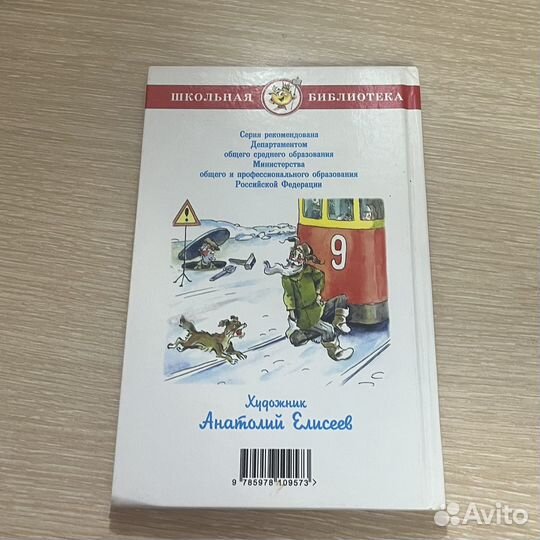 ШКОЛЬНАЯ БИБЛИОТЕКА
Серия рекомендована
Департаментом
общего среднего образования
Министерства
общего и профессионального образования
Российской Федерации
!
9
Художник
Анатолий Елисеев
9 785978 109573 >
Avito